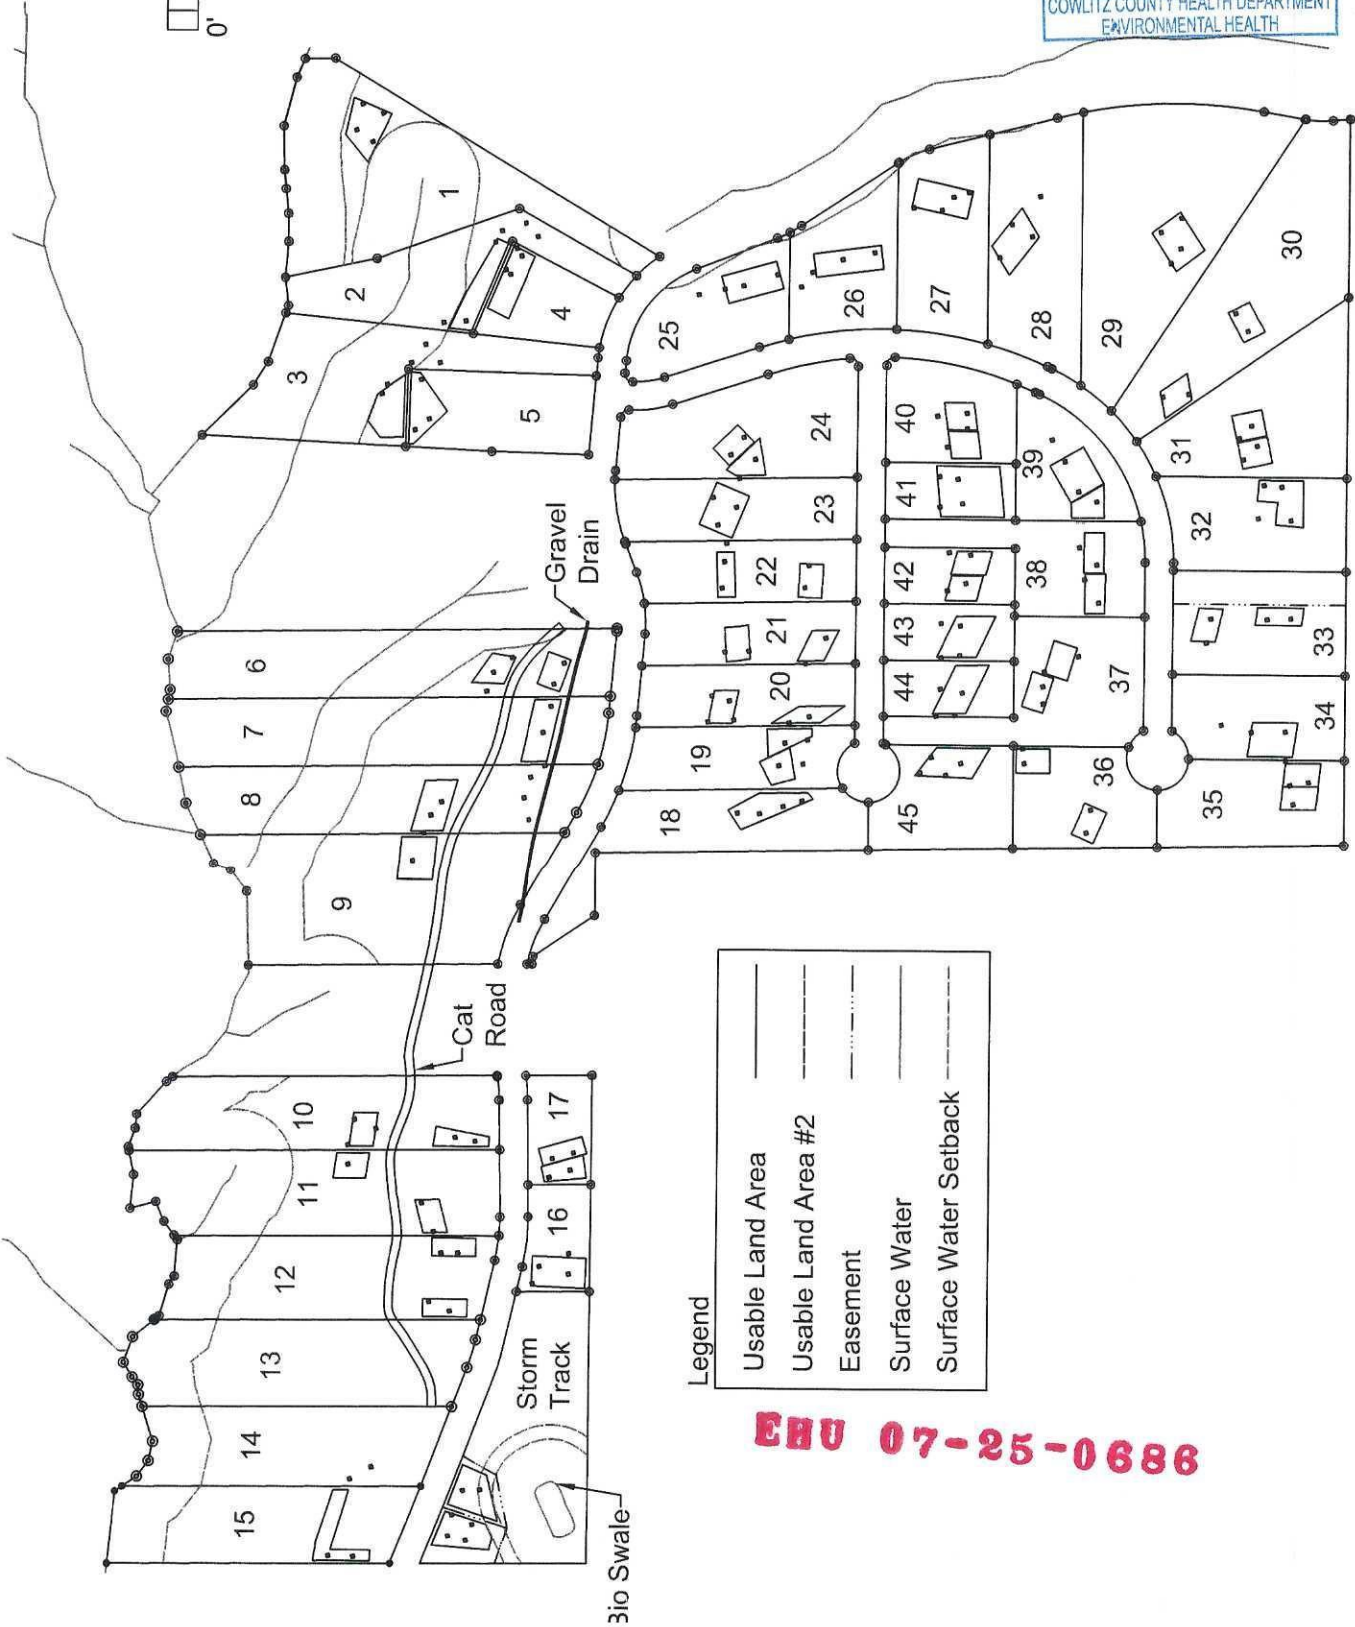 0'
COWLITZ COUNTY HEALTH DEPARTMENT
ENVIRONMENTAL HEALTH
1
2
3
4
5
6
7
8
9
10
11
12
13
14
15
16
17
18
19
20
21
22
23
24
25
26
27
28
29
30
31
32
33
34
35
36
37
38
39
40
41
42
43
44
45
Gravel
Drain
Cat
Road
Storm
Track
Bio Swale
Legend
Usable Land Area
Usable Land Area #2
Easement
Surface Water
Surface Water Setback
EHU 07-25-0686